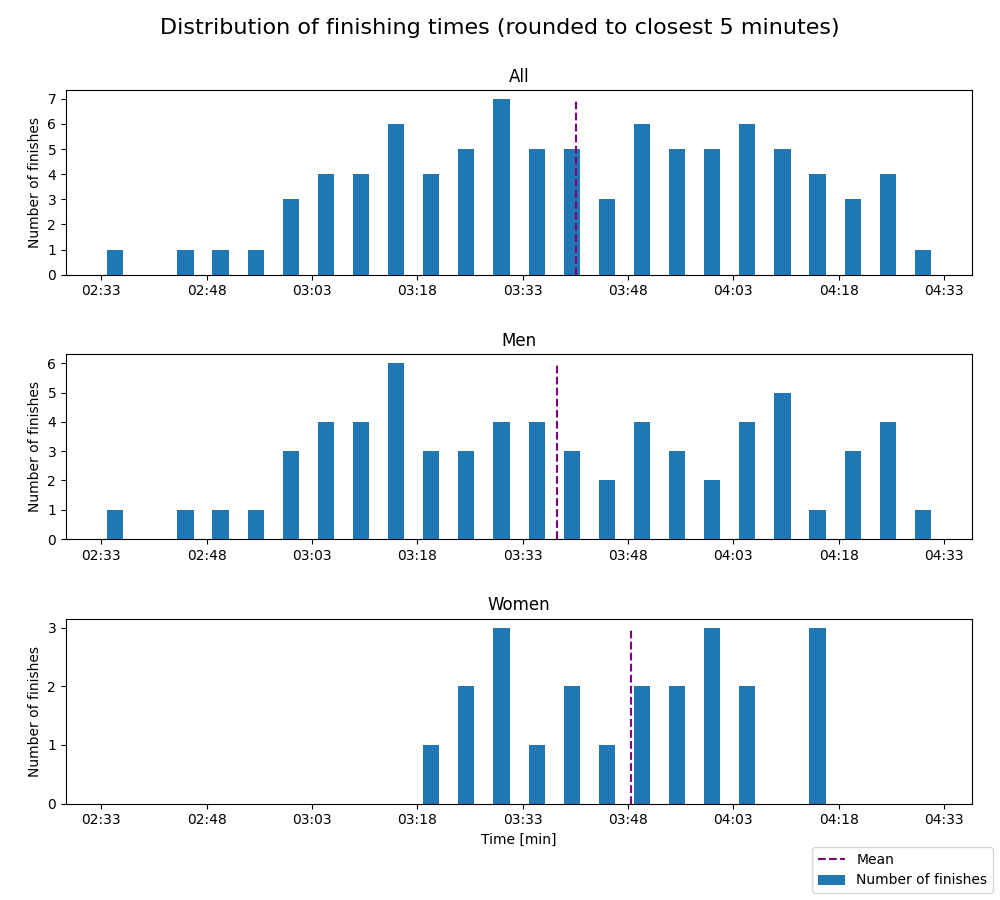 Distribution of finishing times (rounded to closest 5 minutes)
All
Number of finishes
7
6
5
4
3
2
1
0
02:33 02:48 03:03 03:18 03:33 03:48 04:03 04:18 04:33
Men
Number of finishes
6
5
4
3
2
1
0
02:33 02:48 03:03 03:18 03:33 03:48 04:03 04:18 04:33
Women
Number of finishes
3
2
1
0
02:33 02:48 03:03 03:18 03:33 03:48 04:03 04:18 04:33
Time [min]
Mean
Number of finishes